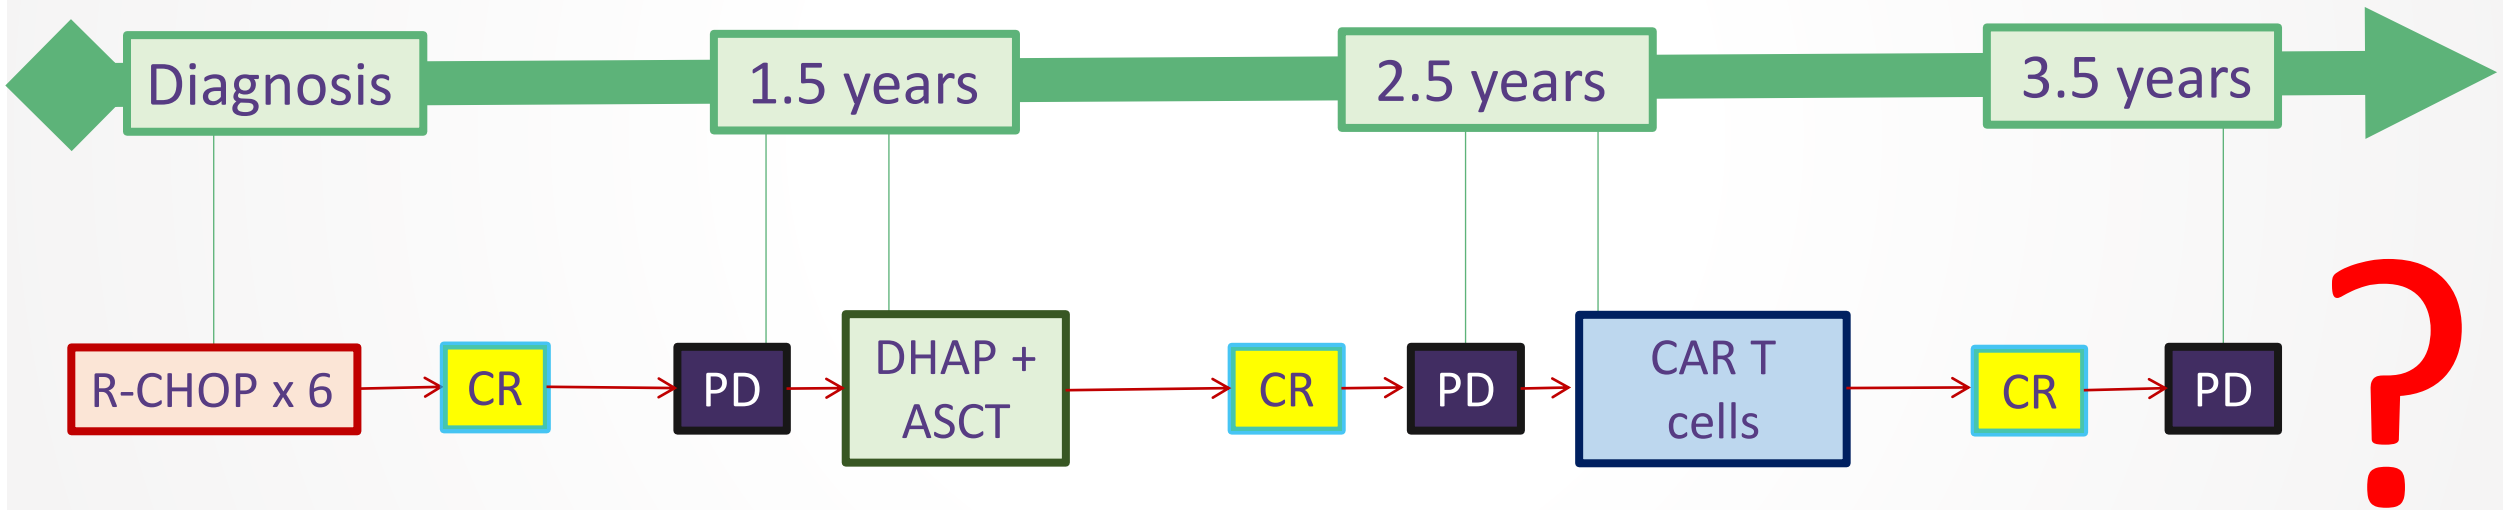 Diagnosis
1.5 years
2.5 years
3.5 years
R-CHOP x6
CR
PD
DHAP +
ASCT
CR
PD
CAR T
cells
CR
PD
?